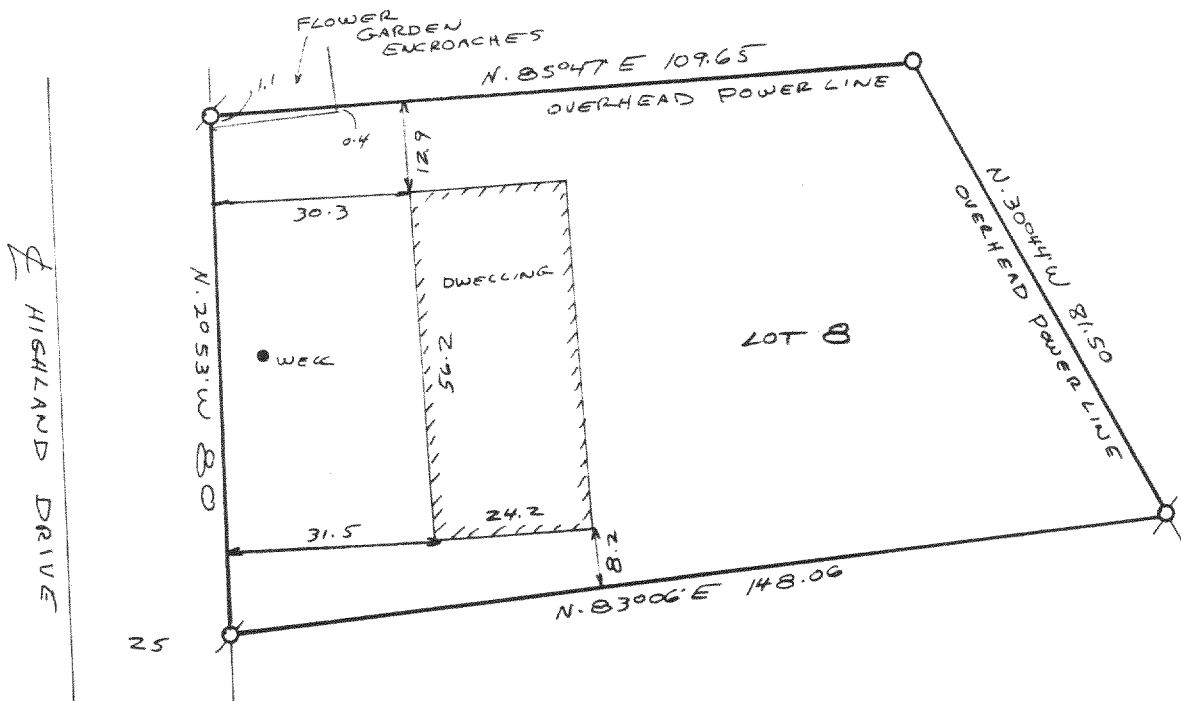 FLOWER
GARDEN
ENCROACHES
1.1
0.4
N. 85°47' E 109.65
OVERHEAD POWER LINE
12.9
30.3
N. 30°44' W 81.50
OVERHEAD POWER LINE
DWELLING
LOT 8
WELL
56.2
N. 2°53' W 80
℄ HIGHLAND DRIVE
31.5
24.2
8.2
N. 83°06' E 148.06
25